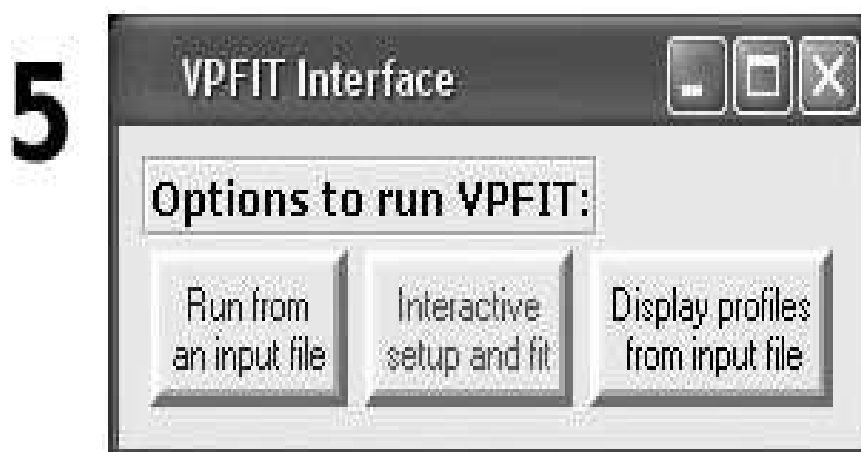 5
VPFIT Interface
Options to run VPFIT:
Run from
an input file
Interactive
setup and fit
Display profiles
from input file